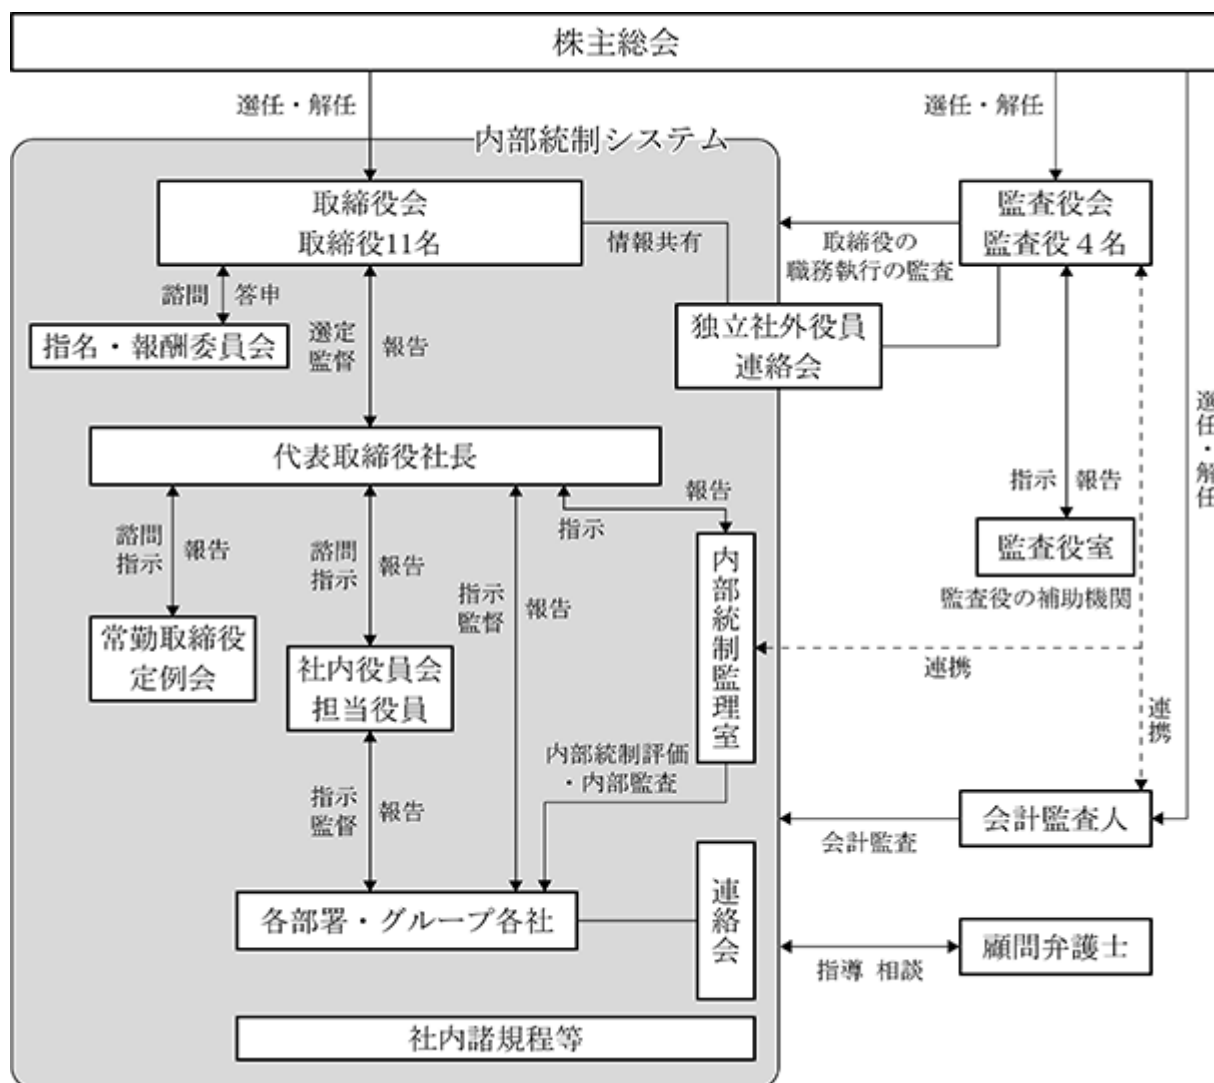 株主総会
選任・解任
選任・解任
内部統制システム
取締役会
取締役11名
監査役会
監査役４名
情報共有
取締役の
職務執行の監査
諮問
答申
指名・報酬委員会
選定
監督
報告
独立社外役員
連絡会
選任・解任
代表取締役社長
報告
指示
諮問
指示
報告
諮問
指示
報告
指示
監督
報告
内部統制監理室
指示
報告
監査役室
監査役の補助機関
常勤取締役
定例会
社内役員会
担当役員
連携
連携
内部統制評価
・内部監査
指示
監督
報告
会計監査人
会計監査
連絡会
各部署・グループ各社
顧問弁護士
指導 相談
社内諸規程等